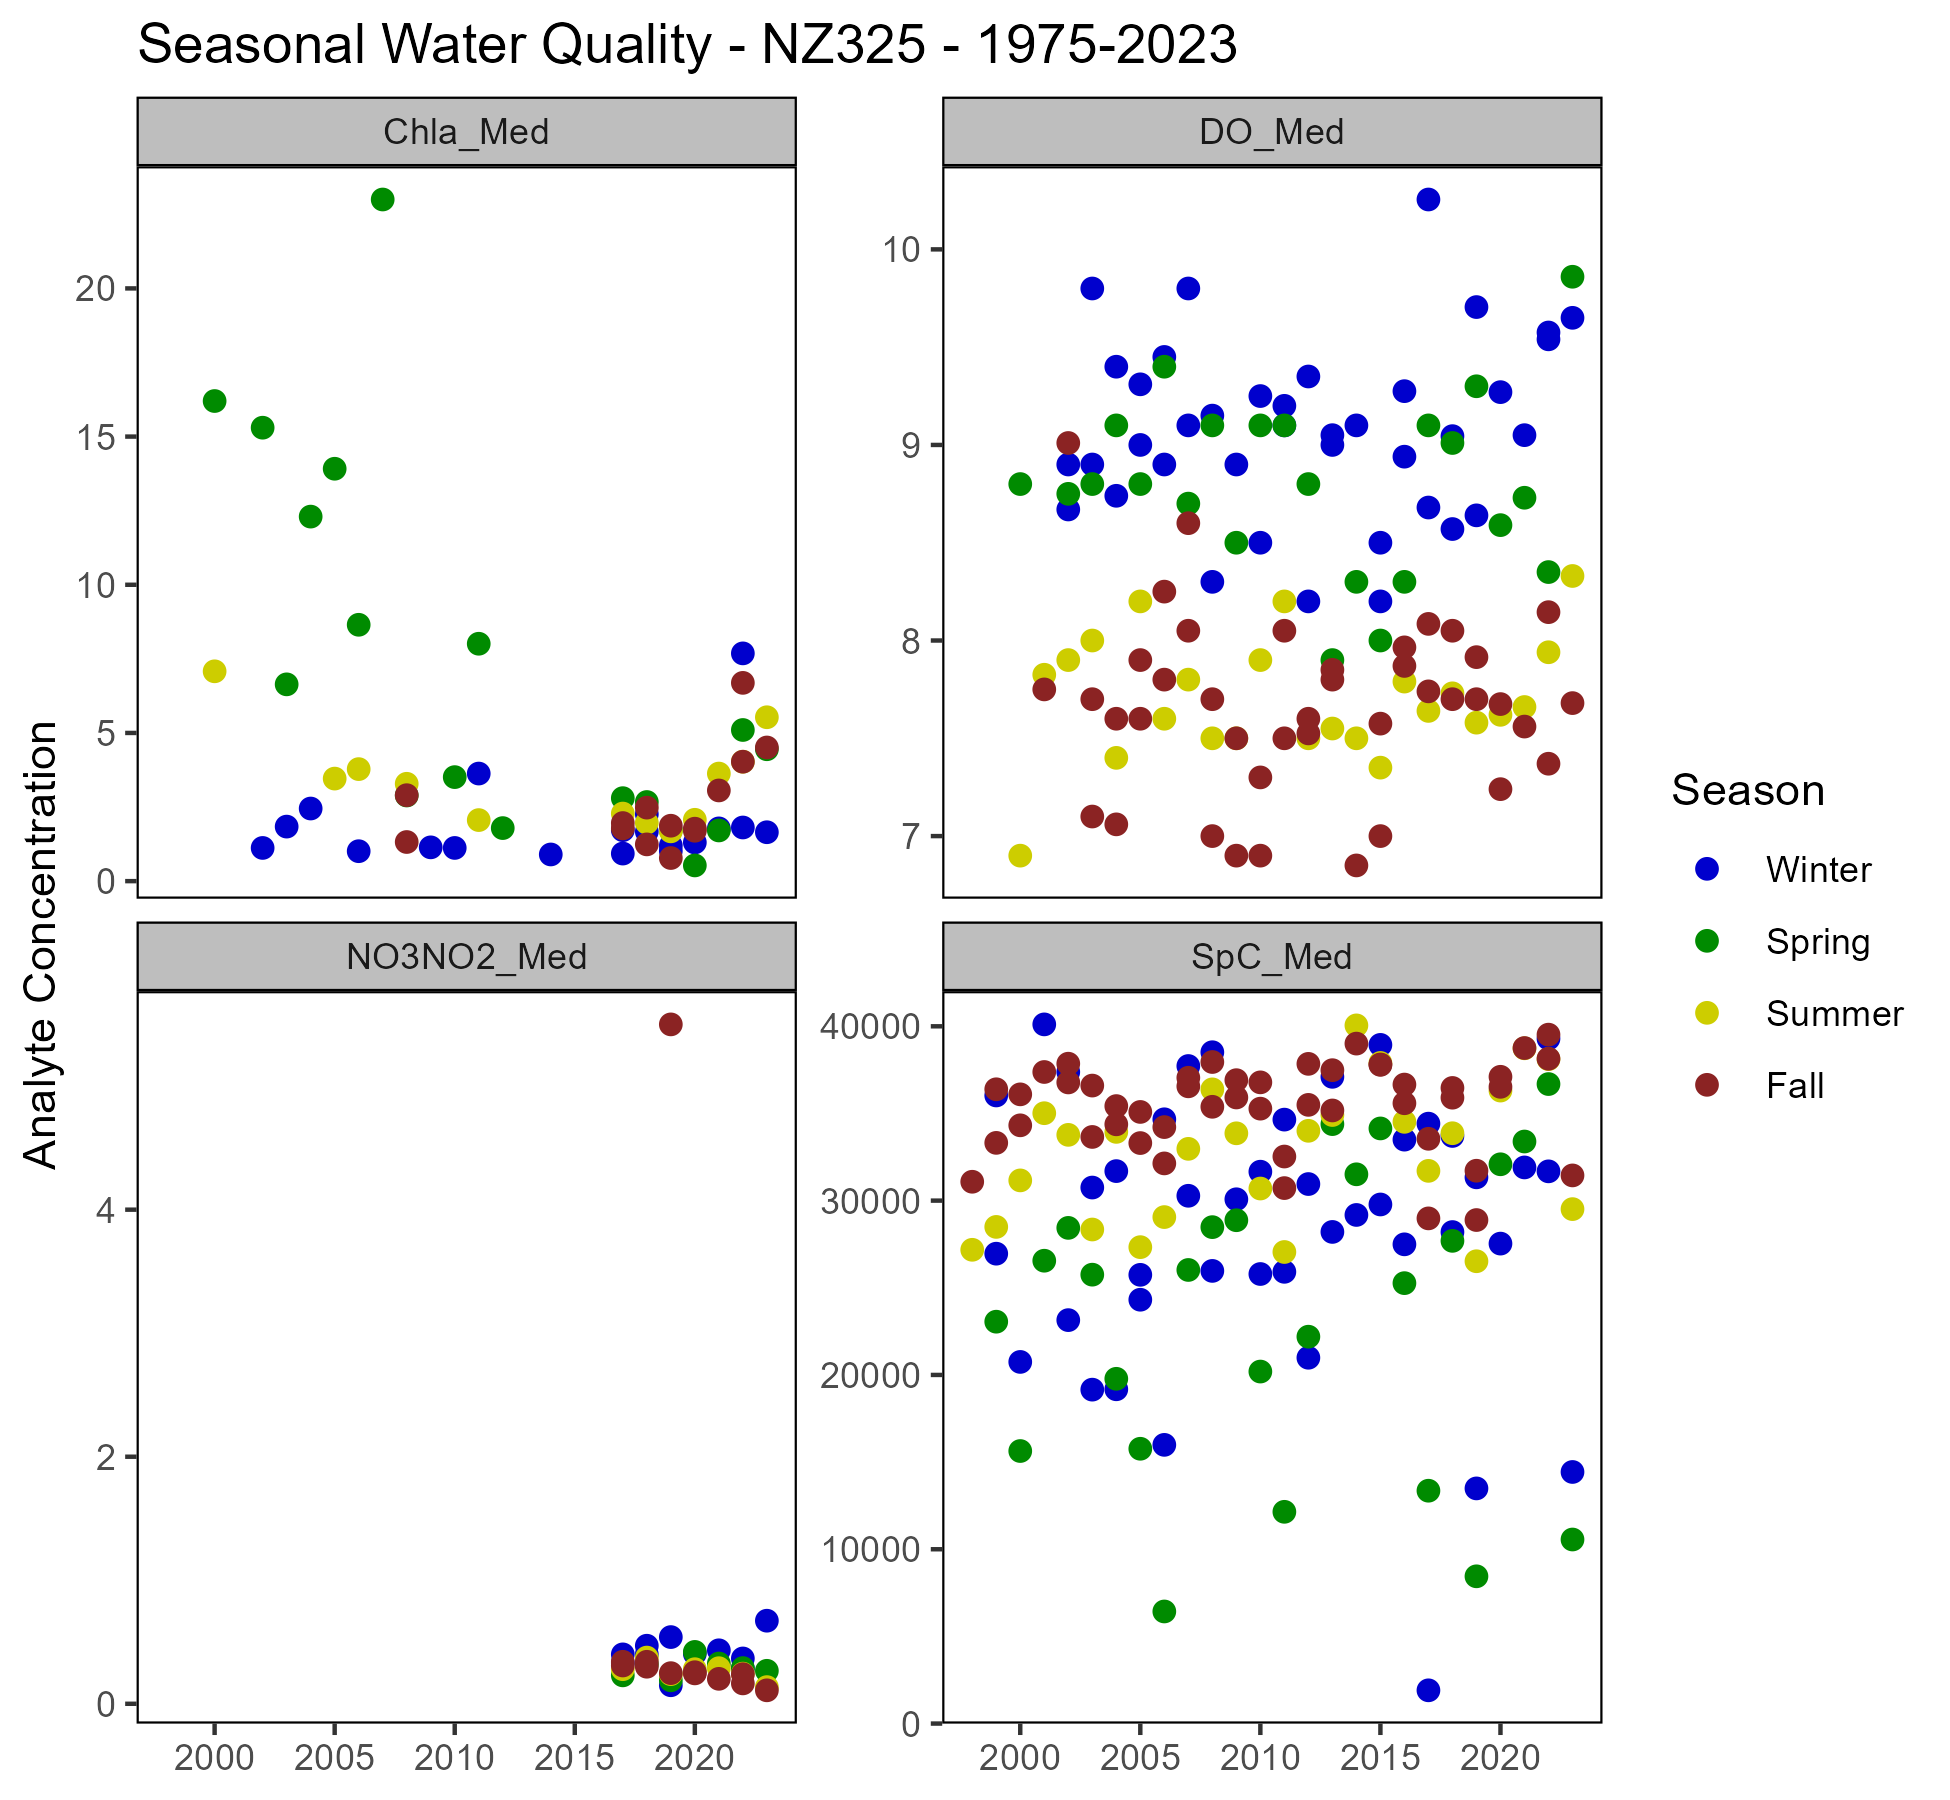 Seasonal Water Quality - NZ325 - 1975-2023
Chla_Med
DO_Med
20
15
10
5
0
10
9
8
7
Analyte Concentration
NO3NO2_Med
SpC_Med
4
2
0
40000
30000
20000
10000
0
2000 2005 2010 2015 2020
2000 2005 2010 2015 2020
Season
Winter
Spring
Summer
Fall